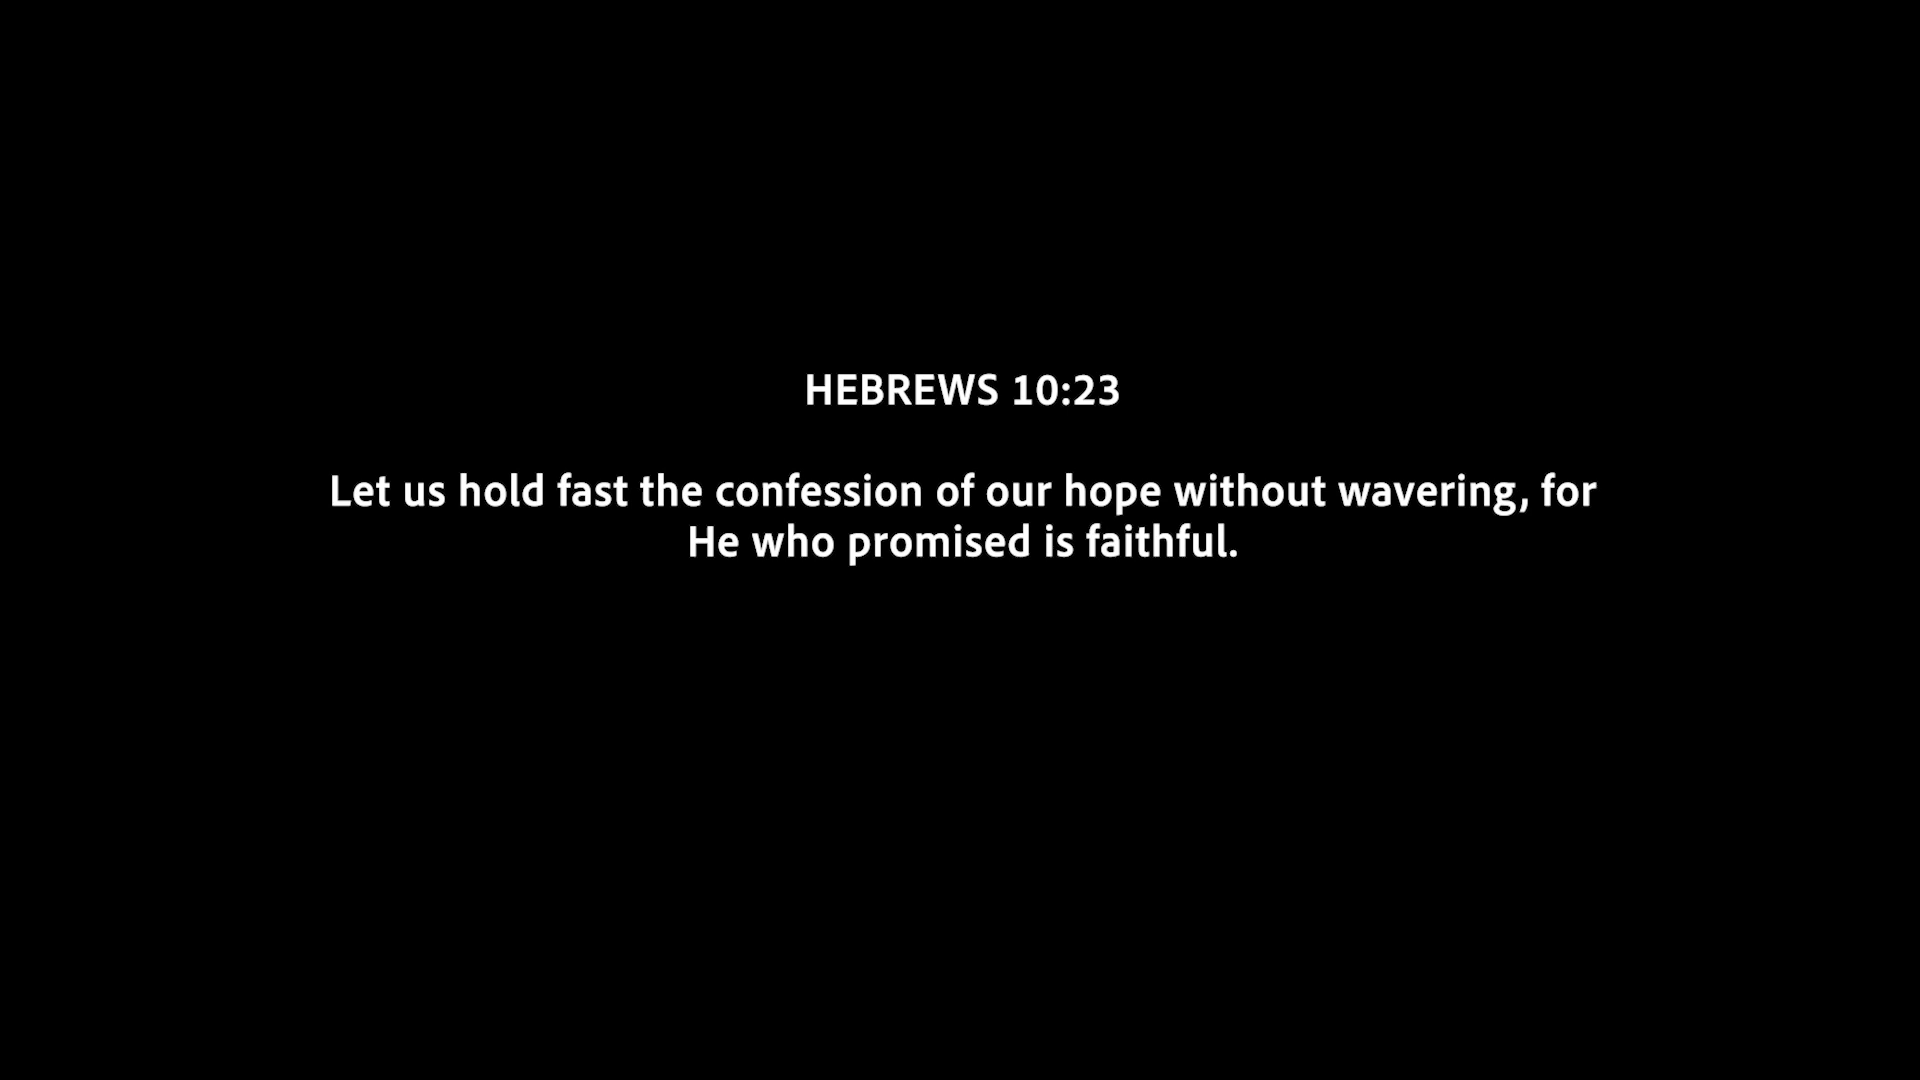 HEBREWS 10:23
Let us hold fast the confession of our hope without wavering, for
He who promised is faithful.